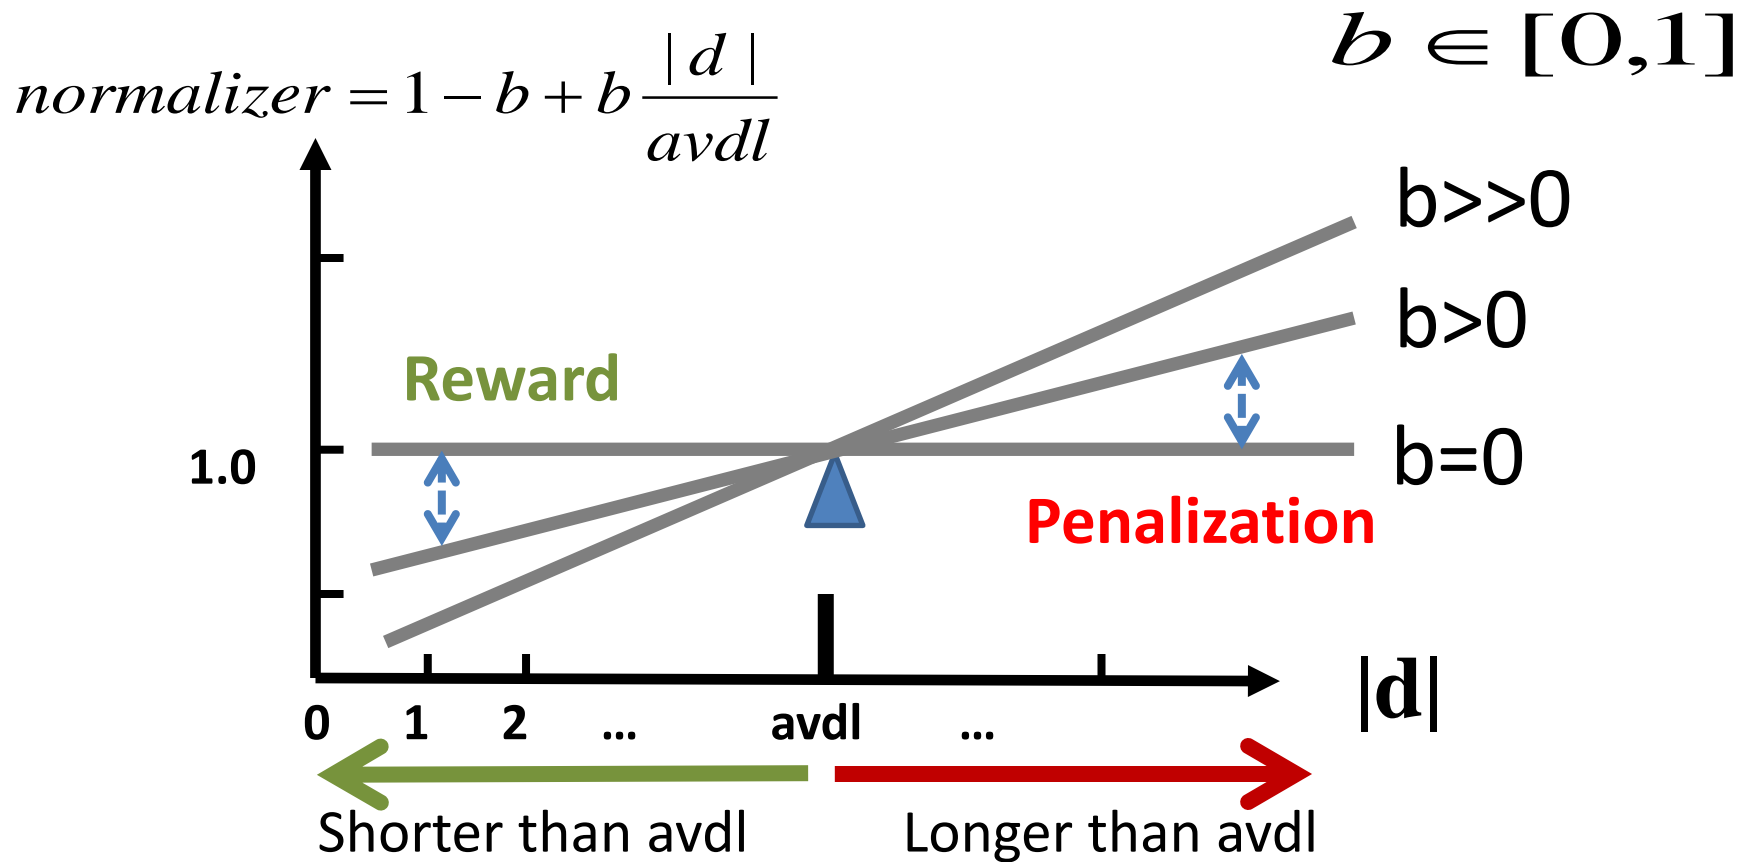 normalizer = 1 − b + b |d| / avdl
b ∈ [0,1]
b>>0
b>0
Reward
b=0
1.0
Penalization
|d|
0 1 2 ... avdl ...
Shorter than avdl Longer than avdl